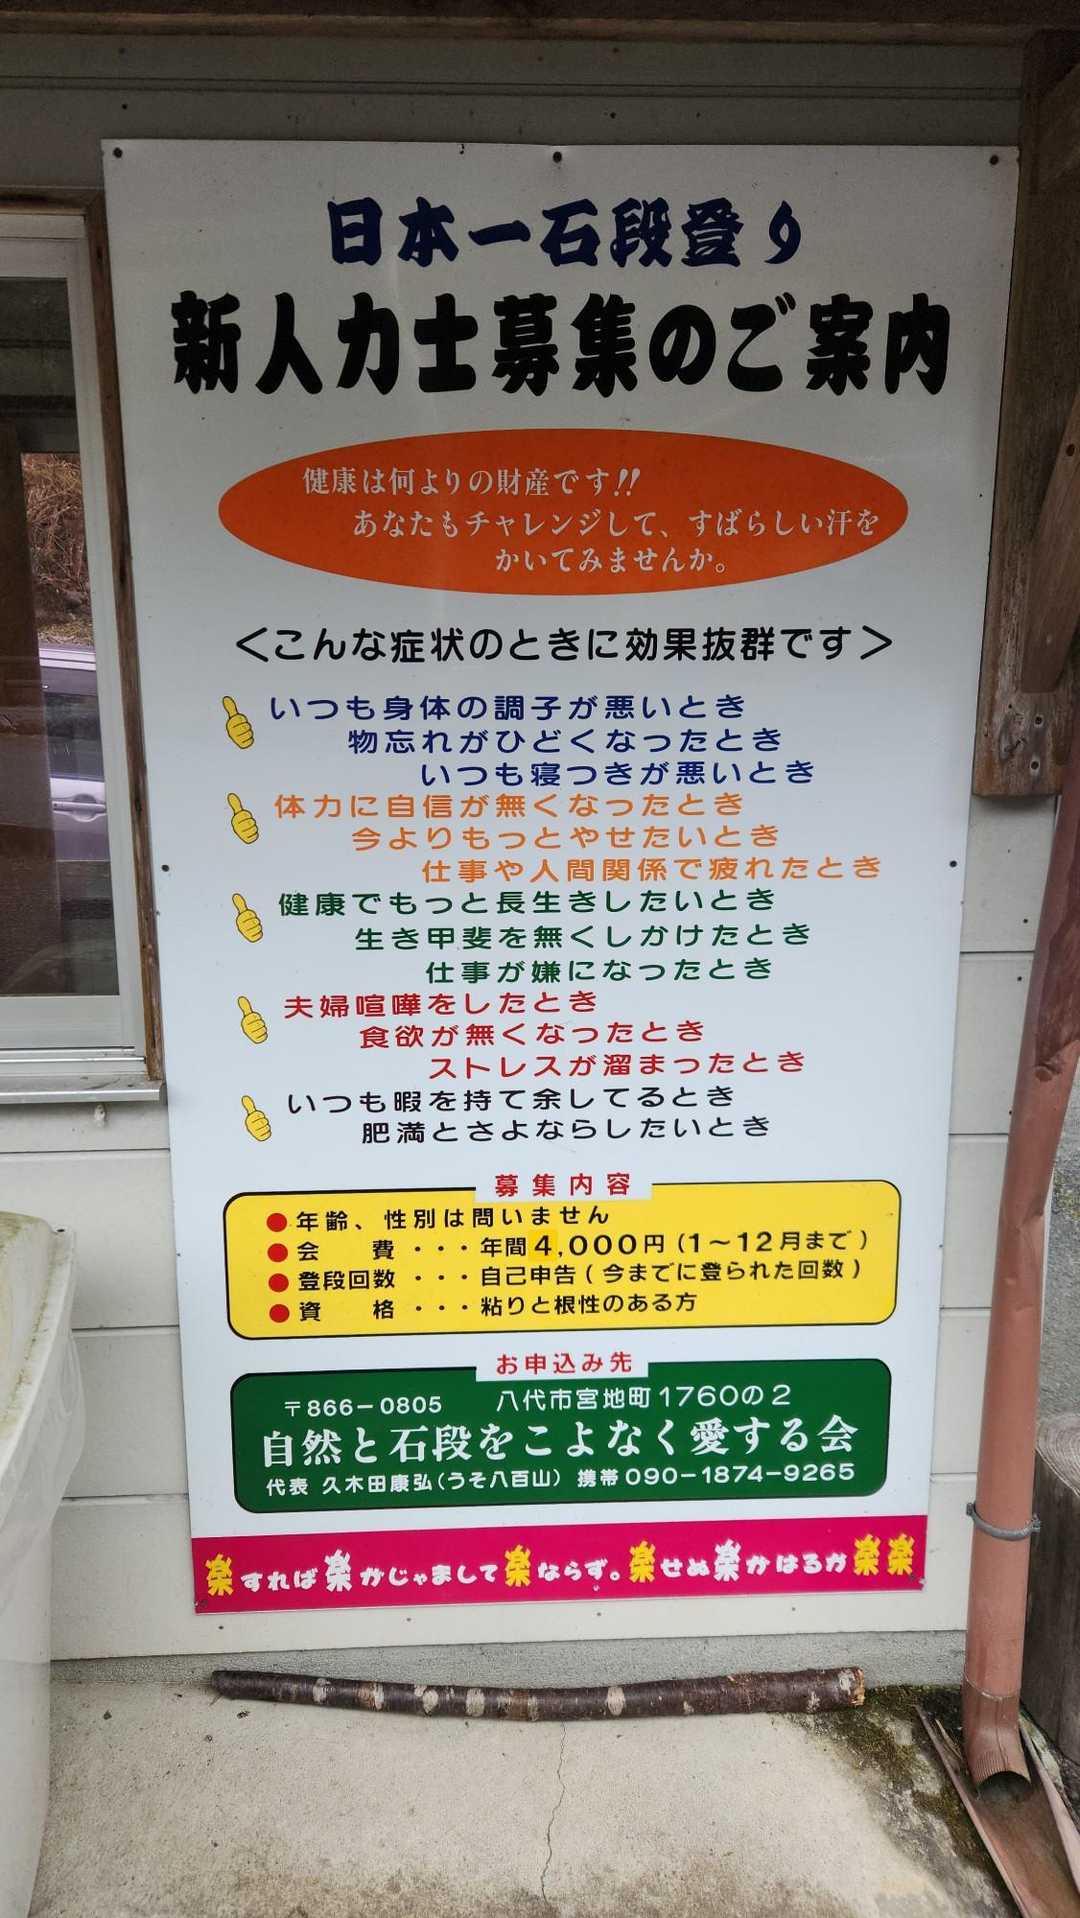 日本一石段登り
新人力士募集のご案内
健康は何よりの財産です!!
あなたもチャレンジして、すばらしい汗を
かいてみませんか。
＜こんな症状のときに効果抜群です＞
いつも身体の調子が悪いとき
物忘れがひどくなったとき
いつも寝つきが悪いとき
体力に自信が無くなったとき
今よりもっとやせたいとき
仕事や人間関係で疲れたとき
健康でもっと長生きしたいとき
生き甲斐を無くしかけたとき
仕事が嫌になったとき
夫婦喧嘩をしたとき
食欲が無くなったとき
ストレスが溜まったとき
いつも暇を持て余してるとき
肥満とさよならしたいとき
募集内容
●年齢、性別は問いません
●会　費・・・年間4,000円（1～12月まで）
●登段回数・・・自己申告（今までに登られた回数）
●資　格・・・粘りと根性のある方
お申込み先
〒866-0805　八代市宮地町1760の2
自然と石段をこよなく愛する会
代表 久木田康弘（うそ八百山） 携帯090-1874-9265
楽すれば楽がじゃまして楽ならず。楽せぬ楽がはるか楽楽